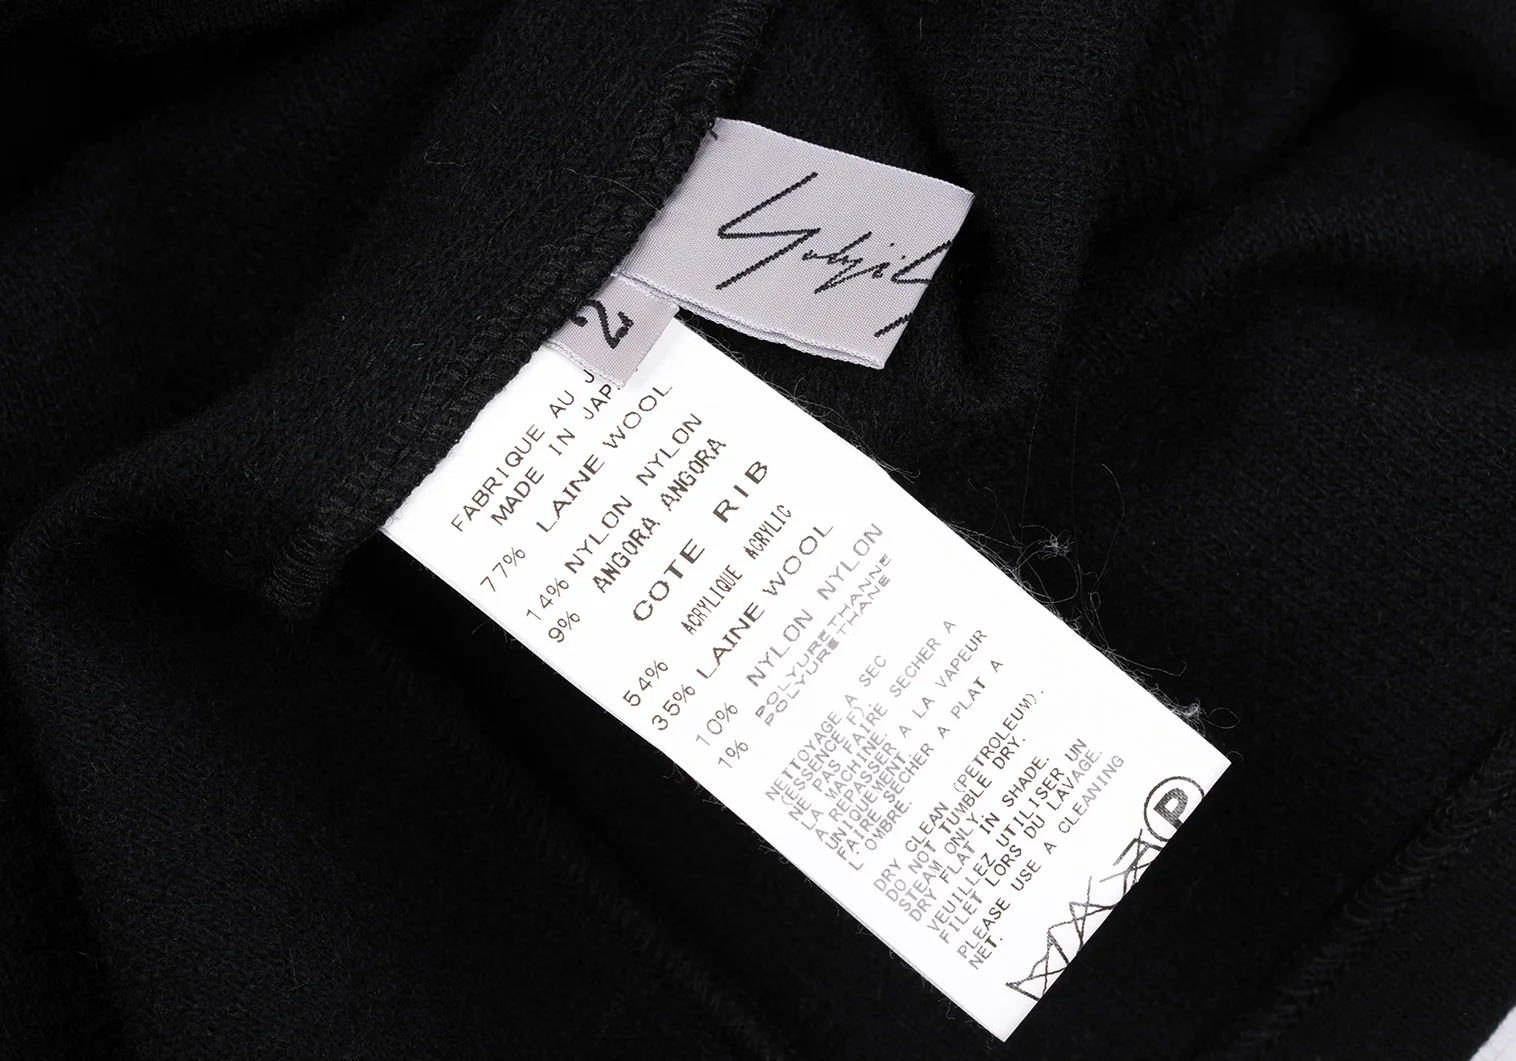 Yohji
2
FABRIQUE AU J
MADE IN JAP
77% LAINE WOOL
14% NYLON NYLON
9% ANGORA ANGORA
COTE RIB
54% ACRYLIQUE ACRYLIC
35% LAINE WOOL
10% NYLON NYLON
1% POLYURETHANNE
POLYURETHANE
NETTOYAGE A SEC
(ESSENCE F).
NE PAS FAIRE SECHER A
LA MACHINE.
A REPASSER A LA VAPEUR
UNIQUEMENT.
FAIRE SECHER A PLAT A
L'OMBRE.
DRY CLEAN (PETROLEUM).
DO NOT TUMBLE DRY.
STEAM ONLY.
DRY FLAT IN SHADE.
VEUILLEZ UTILISER UN
FILET LORS DU LAVAGE.
PLEASE USE A CLEANING
NET.
P